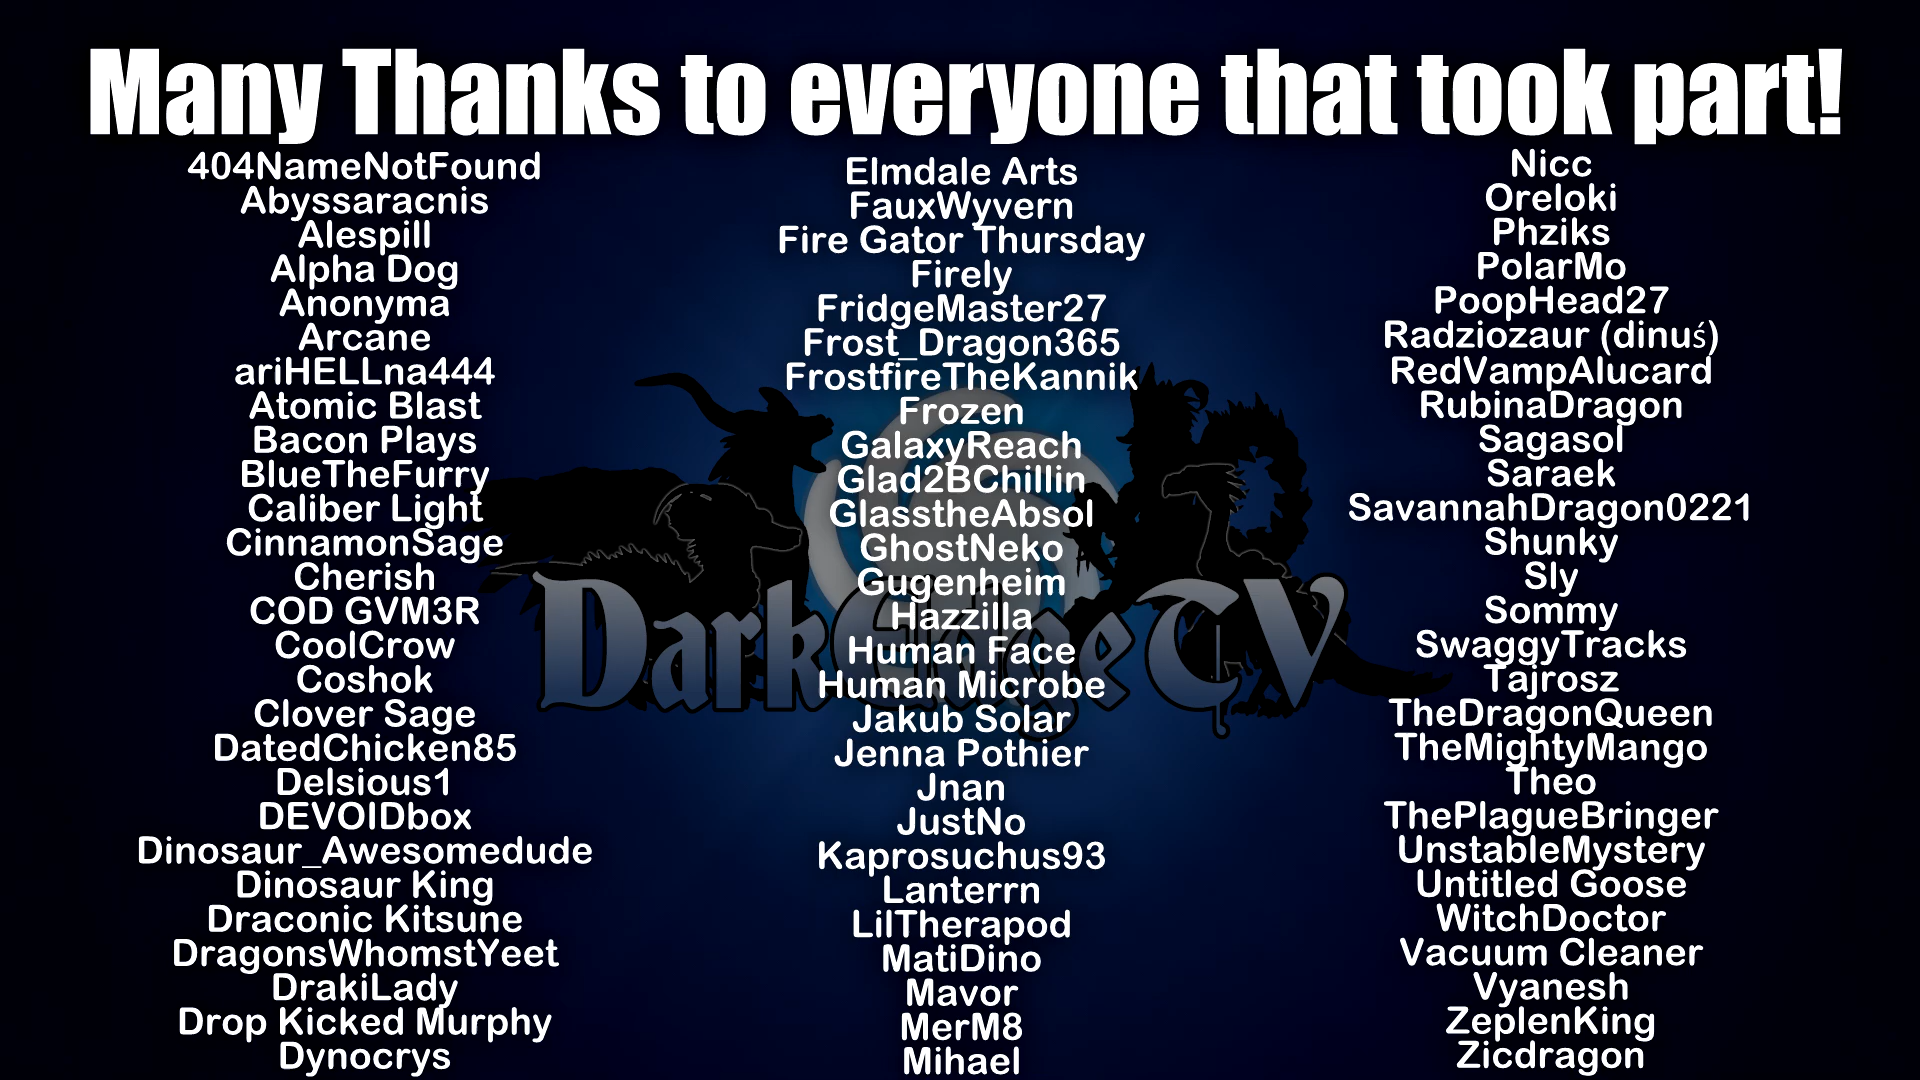 Many Thanks to everyone that took part!
404NameNotFound
Abyssaracnis
Alespill
Alpha Dog
Anonyma
Arcane
ariHELLna444
Atomic Blast
Bacon Plays
BlueTheFurry
Caliber Light
CinnamonSage
Cherish
COD GVM3R
CoolCrow
Coshok
Clover Sage
DatedChicken85
Delsious1
DEVOIDbox
Dinosaur_Awesomedude
Dinosaur King
Draconic Kitsune
DragonsWhomstYeet
DrakiLady
Drop Kicked Murphy
Dynocrys
Elmdale Arts
FauxWyvern
Fire Gator Thursday
Firely
FridgeMaster27
Frost_Dragon365
FrostfireTheKannik
Frozen
GalaxyReach
Glad2BChillin
GlasstheAbsol
GhostNeko
Gugenheim
Hazzilla
Human Face
Human Microbe
Jakub Solar
Jenna Pothier
Jnan
JustNo
Kaprosuchus93
Lanterrn
LilTherapod
MatiDino
Mavor
MerM8
Mihael
Nicc
Oreloki
Phziks
PolarMo
PoopHead27
Radziozaur (dinuś)
RedVampAlucard
RubinaDragon
Sagasol
Saraek
SavannahDragon0221
Shunky
Sly
Sommy
SwaggyTracks
Tajrosz
TheDragonQueen
TheMightyMango
Theo
ThePlagueBringer
UnstableMystery
Untitled Goose
WitchDoctor
Vacuum Cleaner
Vyanesh
ZeplenKing
Zicdragon
DarkEdgeTV